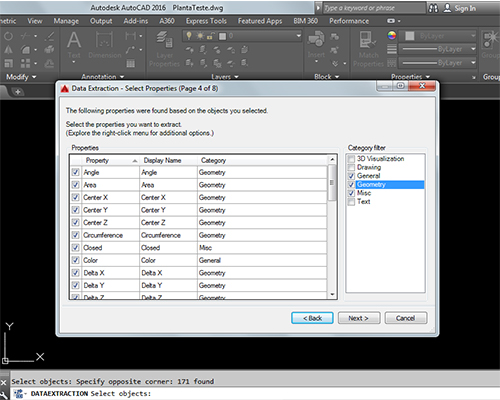 Autodesk AutoCAD 2016 PlantaTeste.dwg
Type a keyword or phrase
Sign In
Output
Add-ins
A360
Express Tools
Featured Apps
BIM 360
Performance
Text
Dimension
ByLayer
ByLayer
Modify
Annotation
Layers
Block
Properties
Data Extraction - Select Properties (Page 4 of 8)
The following properties were found based on the objects you selected.
Select the properties you want to extract.
(Explore the right-click menu for additional options.)
Properties
Category filter
Property Display Name Category
Angle Angle Geometry
Area Area Geometry
Center X Center X Geometry
Center Y Center Y Geometry
Center Z Center Z Geometry
Circumference Circumference Geometry
Closed Closed Misc
Color Color General
Delta X Delta X Geometry
Delta Y Delta Y Geometry
Delta Z Delta Z Geometry
3D Visualization
Drawing
General
Geometry
Misc
Text
< Back
Next >
Cancel
Y
X
Select objects: Specify opposite corner: 171 found
DATAEXTRACTION Select objects: